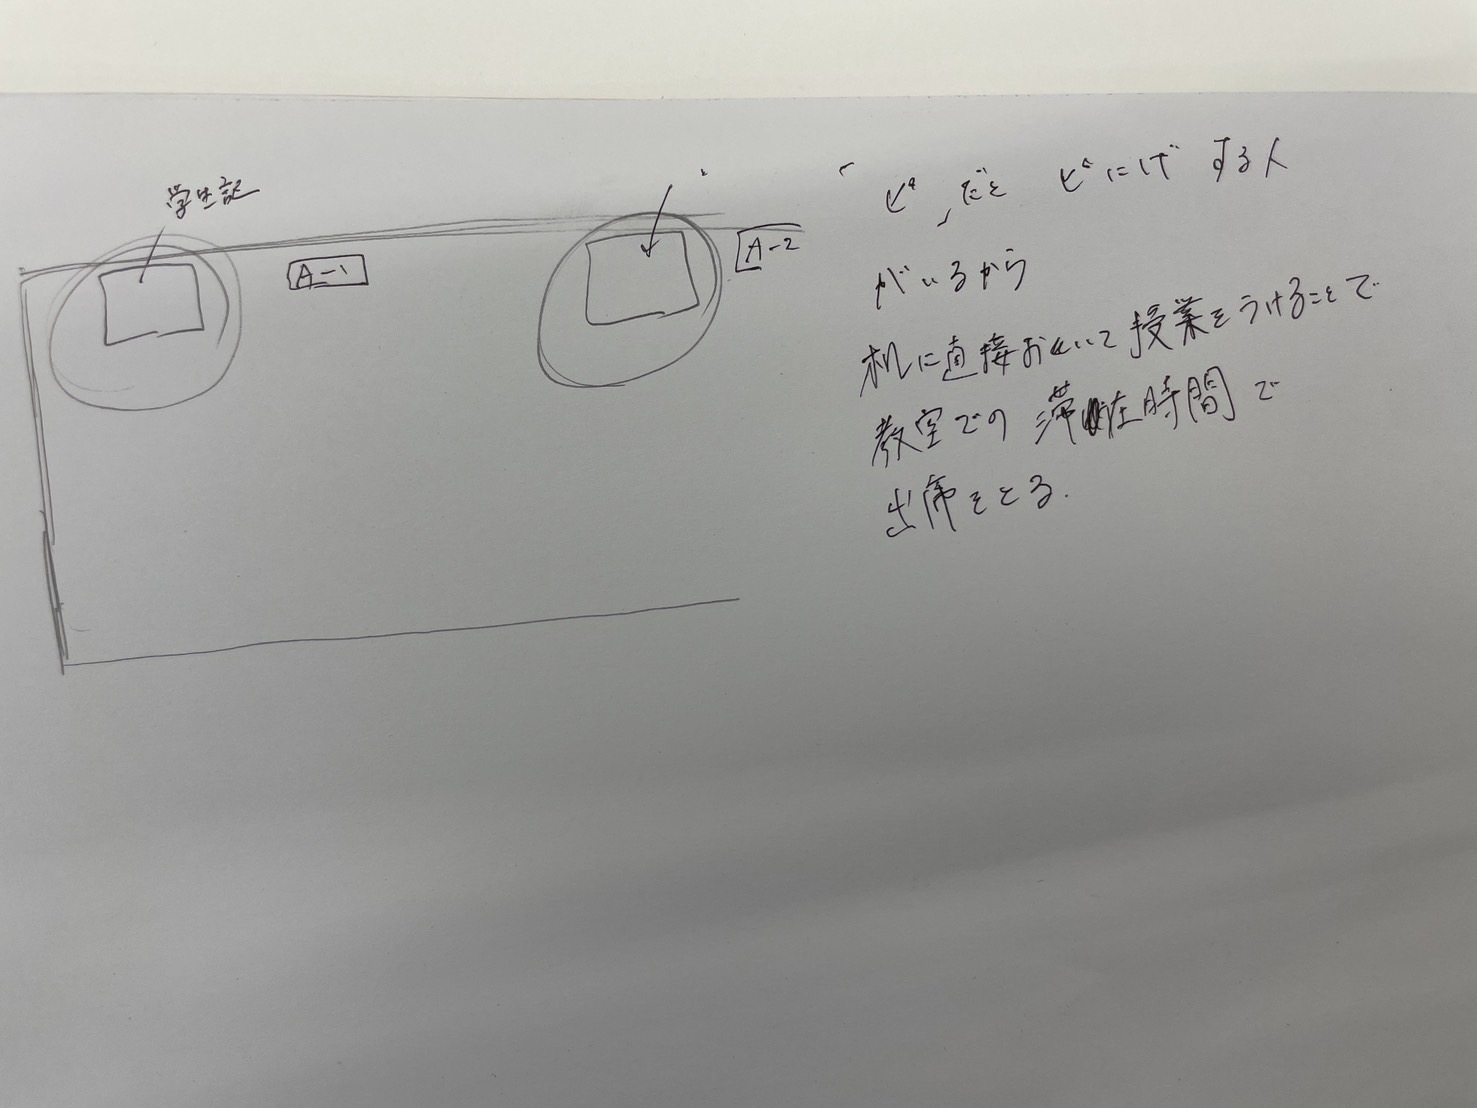 学生記
A-1
A-2
「ピ」だと ピにげ する人
がいるから
机に直接おいて授業をうけることで
教室での 滞在時間で
出席をとる.